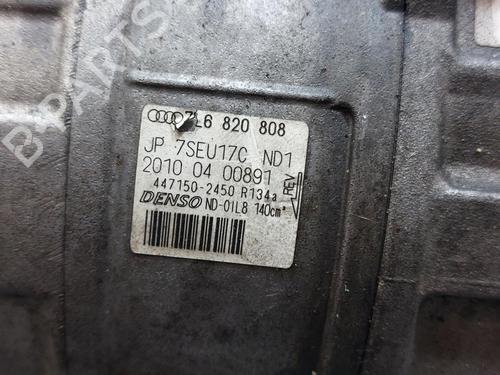 7L6 820 808
JP 7SEU17C ND1
2010 04 00891
447150-2450 R134a
DENSO ND-OIL8 140cm³
REV
B-PARTS